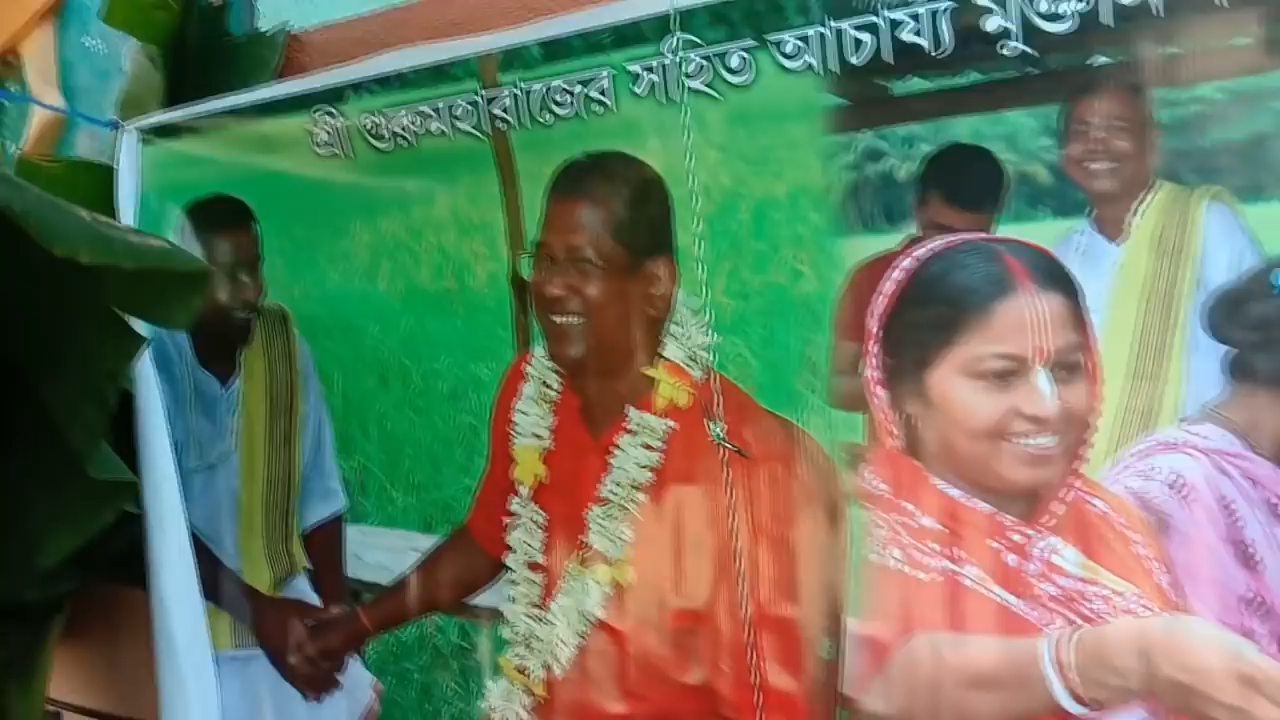 শ্রী গুরুমহারাজের সহিত আচার্য্য